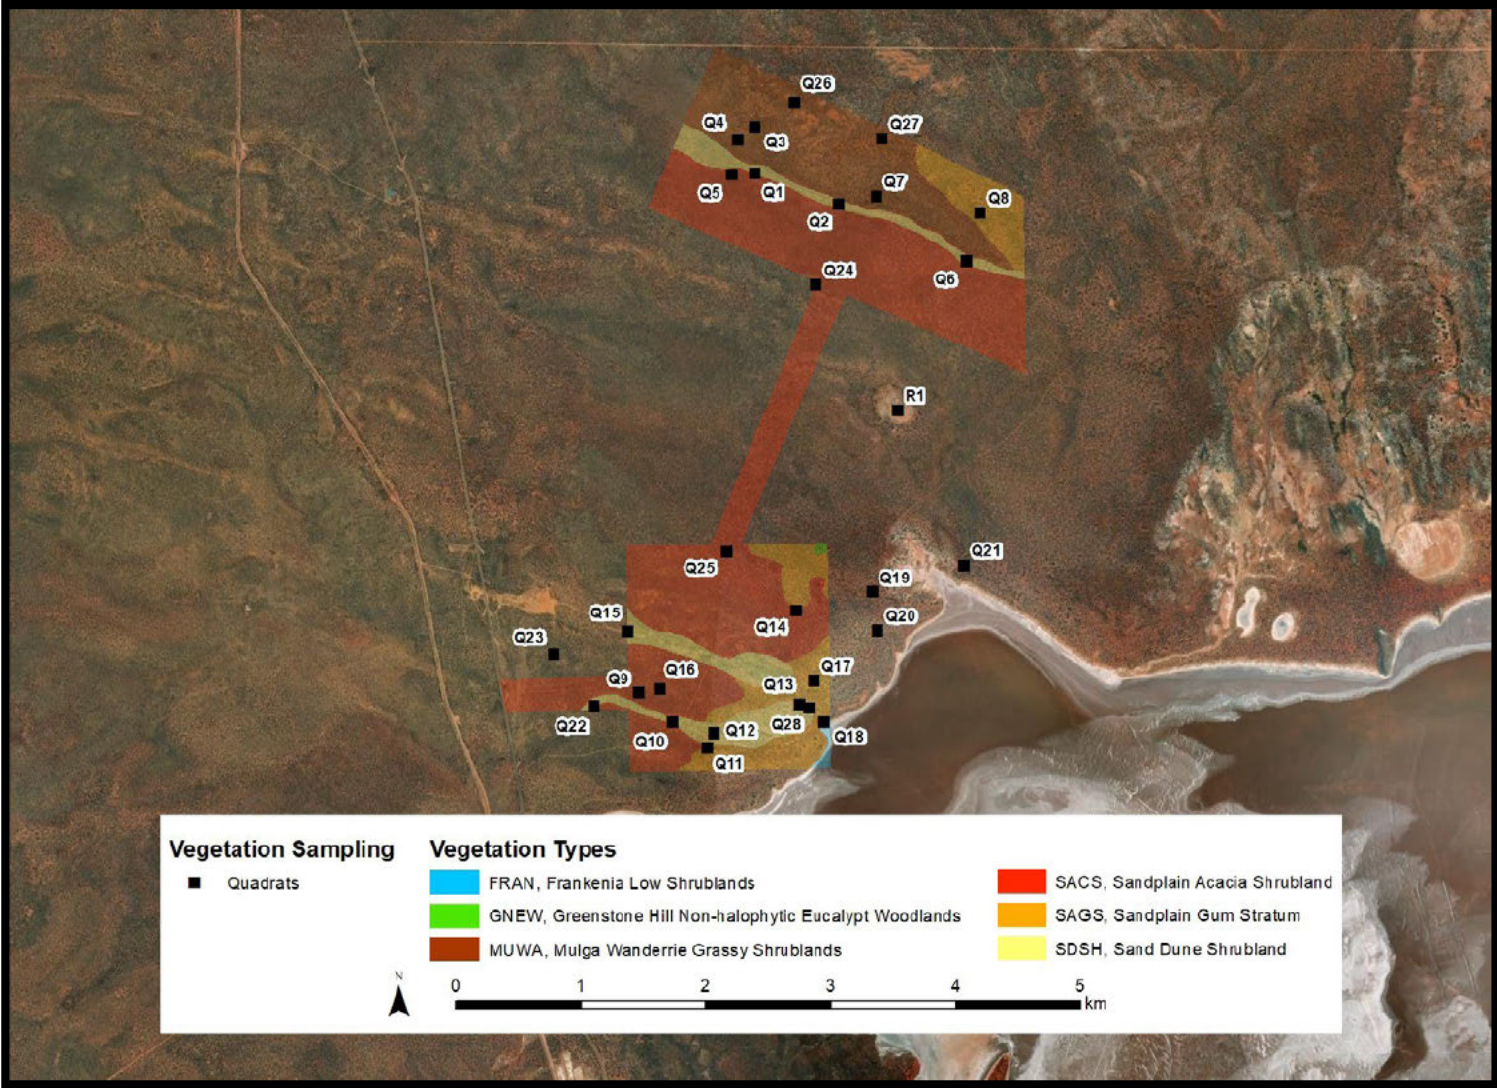 Q26
Q4
Q27
Q3
Q5
Q1
Q7
Q8
Q2
Q24
Q6
R1
Q25
Q21
Q19
Q15
Q14
Q20
Q23
Q16
Q17
Q9
Q13
Q22
Q10
Q12
Q28
Q18
Q11
Vegetation Sampling
Quadrats
Vegetation Types
FRAN, Frankenia Low Shrublands
GNEW, Greenstone Hill Non-halophytic Eucalypt Woodlands
MUWA, Mulga Wanderrie Grassy Shrublands
SACS, Sandplain Acacia Shrubland
SAGS, Sandplain Gum Stratum
SDSH, Sand Dune Shrubland
N
0 1 2 3 4 5
km